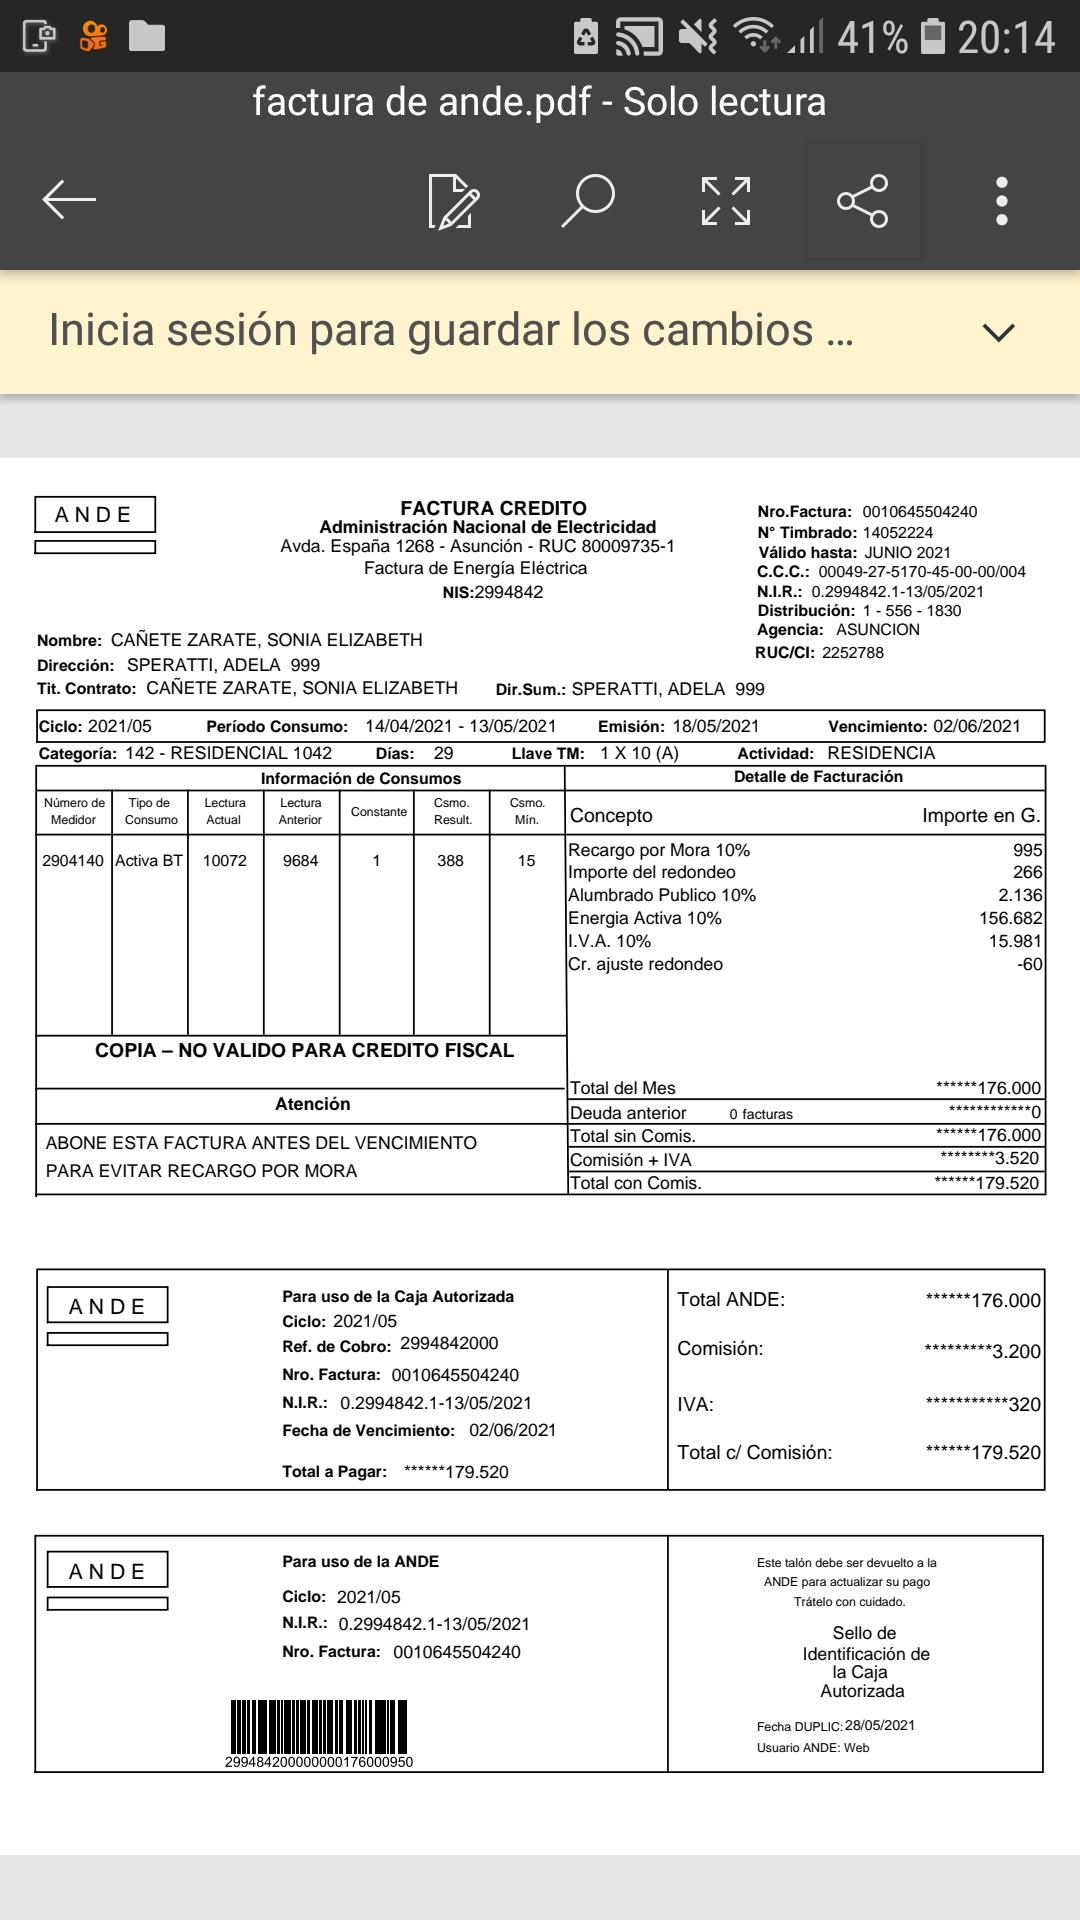 41% 20:14
factura de ande.pdf - Solo lectura
Inicia sesión para guardar los cambios ...
ANDE
FACTURA CREDITO
Administración Nacional de Electricidad
Avda. España 1268 - Asunción - RUC 80009735-1
Factura de Energía Eléctrica
NIS:2994842
Nro.Factura: 0010645504240
N° Timbrado: 14052224
Válido hasta: JUNIO 2021
C.C.C.: 00049-27-5170-45-00-00/004
N.I.R.: 0.2994842.1-13/05/2021
Distribución: 1 - 556 - 1830
Agencia: ASUNCION
RUC/CI: 2252788
Nombre: CAÑETE ZARATE, SONIA ELIZABETH
Dirección: SPERATTI, ADELA 999
Tit. Contrato: CAÑETE ZARATE, SONIA ELIZABETH Dir.Sum.: SPERATTI, ADELA 999
Ciclo: 2021/05 Período Consumo: 14/04/2021 - 13/05/2021 Emisión: 18/05/2021 Vencimiento: 02/06/2021
Categoría: 142 - RESIDENCIAL 1042 Días: 29 Llave TM: 1 X 10 (A) Actividad: RESIDENCIA
Información de Consumos
Número de Medidor Tipo de Consumo Lectura Actual Lectura Anterior Constante Csmo. Result. Csmo. Mín.
2904140 Activa BT 10072 9684 1 388 15
COPIA – NO VALIDO PARA CREDITO FISCAL
Atención
ABONE ESTA FACTURA ANTES DEL VENCIMIENTO
PARA EVITAR RECARGO POR MORA
Detalle de Facturación
Concepto Importe en G.
Recargo por Mora 10% 995
Importe del redondeo 266
Alumbrado Publico 10% 2.136
Energia Activa 10% 156.682
I.V.A. 10% 15.981
Cr. ajuste redondeo -60
Total del Mes ******176.000
Deuda anterior 0 facturas ************0
Total sin Comis. ******176.000
Comisión + IVA ********3.520
Total con Comis. ******179.520
ANDE
Para uso de la Caja Autorizada
Ciclo: 2021/05
Ref. de Cobro: 2994842000
Nro. Factura: 0010645504240
N.I.R.: 0.2994842.1-13/05/2021
Fecha de Vencimiento: 02/06/2021
Total a Pagar: ******179.520
Total ANDE: ******176.000
Comisión: *********3.200
IVA: ***********320
Total c/ Comisión: ******179.520
ANDE
Para uso de la ANDE
Ciclo: 2021/05
N.I.R.: 0.2994842.1-13/05/2021
Nro. Factura: 0010645504240
299484200000000176000950
Este talón debe ser devuelto a la
ANDE para actualizar su pago
Trátelo con cuidado.
Sello de
Identificación de
la Caja
Autorizada
Fecha DUPLIC: 28/05/2021
Usuario ANDE: Web